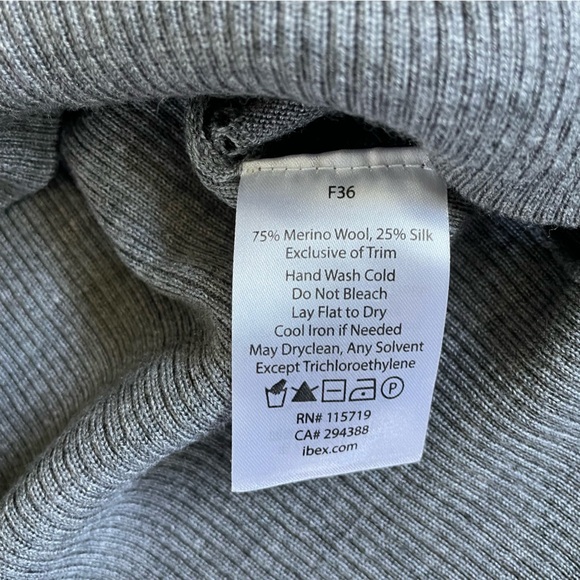 F36
75% Merino Wool, 25% Silk
Exclusive of Trim
Hand Wash Cold
Do Not Bleach
Lay Flat to Dry
Cool Iron if Needed
May Dryclean, Any Solvent
Except Trichloroethylene
P
RN# 115719
CA# 294388
ibex.com